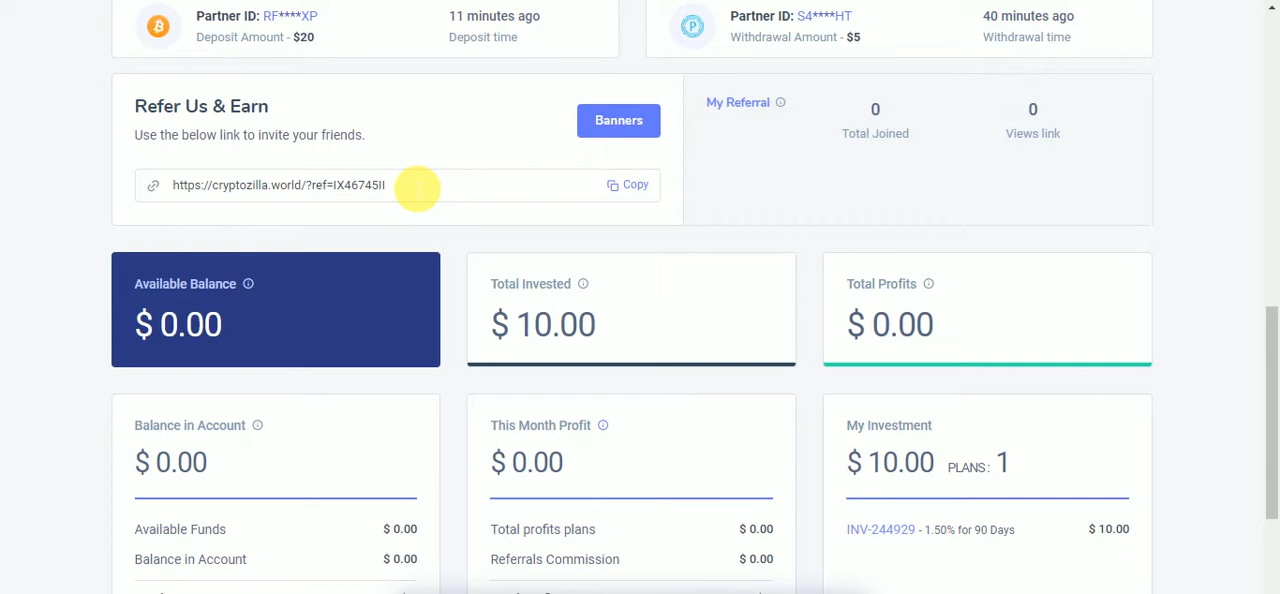 Partner ID: RF****XP
11 minutes ago
Deposit Amount - $20
Deposit time
Partner ID: S4****HT
40 minutes ago
Withdrawal Amount - $5
Withdrawal time
Refer Us & Earn
Use the below link to invite your friends.
Banners
https://cryptozilla.world/?ref=IX46745II
Copy
My Referral
0
Total Joined
0
Views link
Available Balance
$ 0.00
Total Invested
$ 10.00
Total Profits
$ 0.00
Balance in Account
$ 0.00
Available Funds $ 0.00
Balance in Account $ 0.00
This Month Profit
$ 0.00
Total profits plans $ 0.00
Referrals Commission $ 0.00
My Investment
$ 10.00 PLANS : 1
INV-244929 - 1.50% for 90 Days $ 10.00